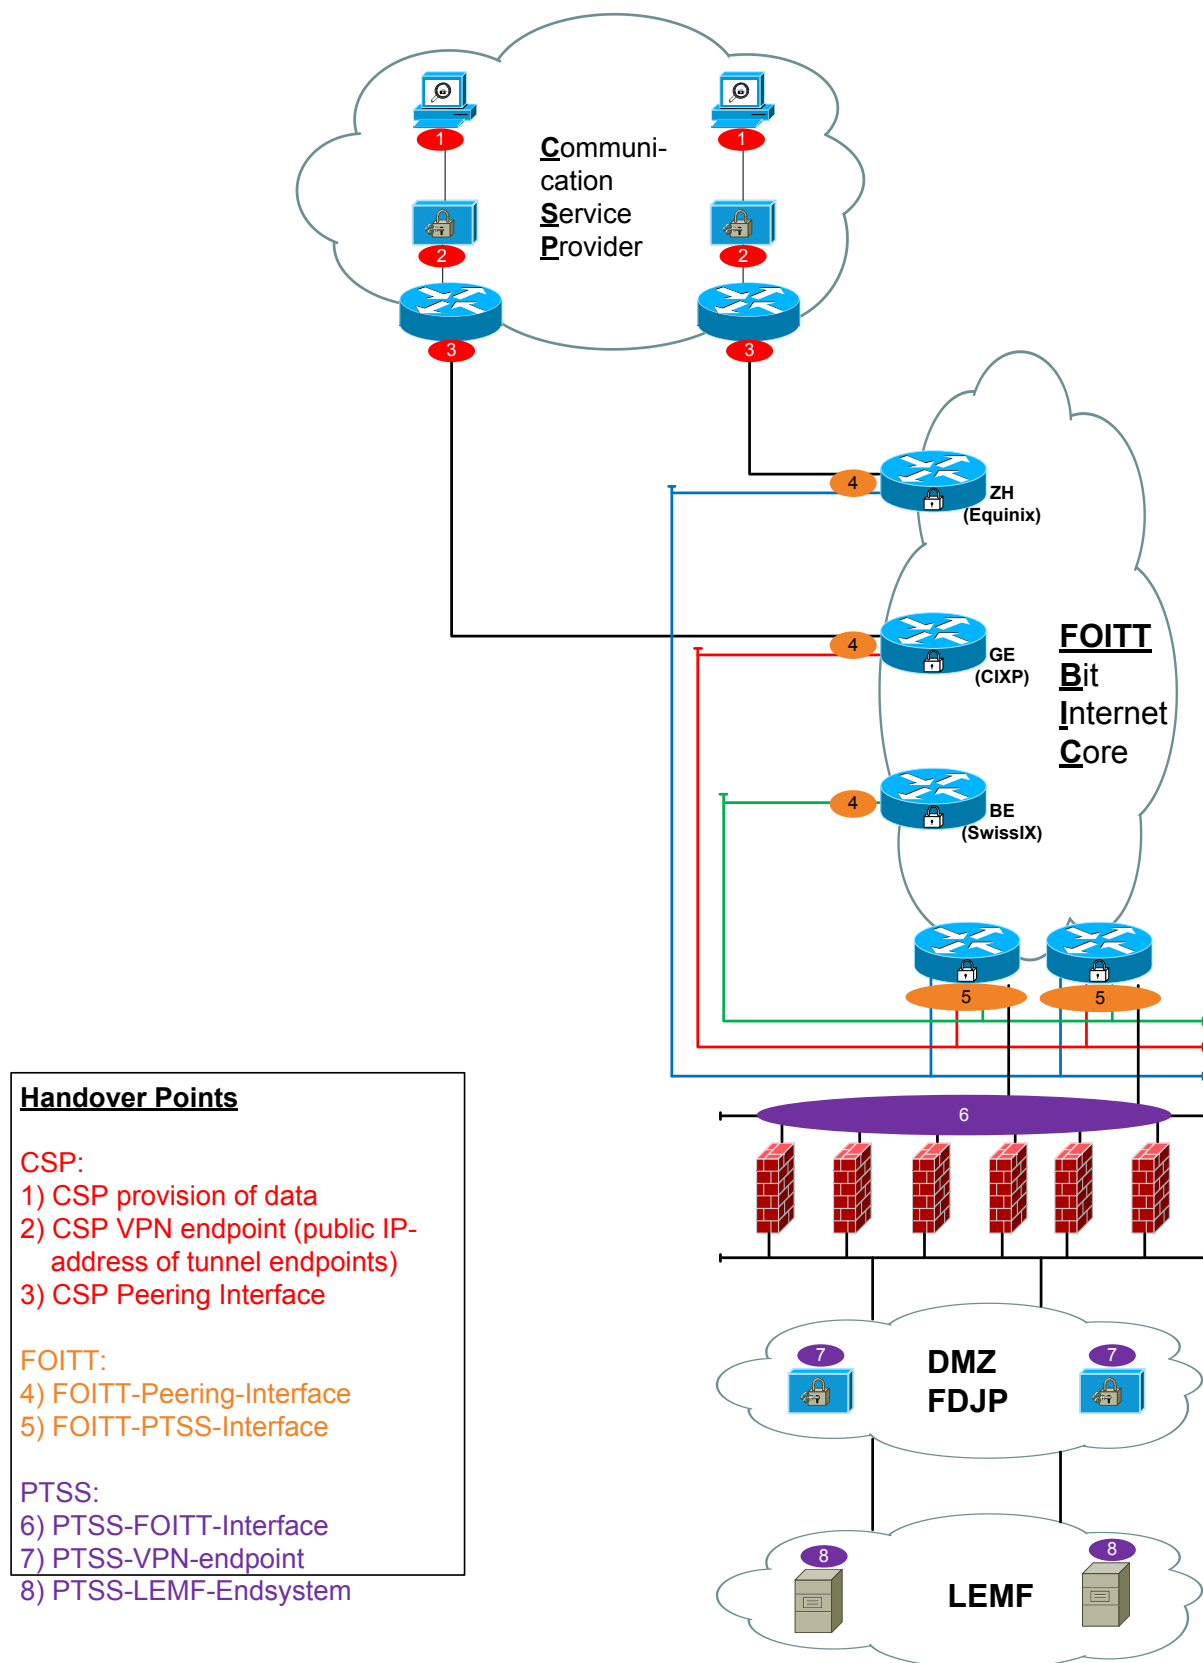 1
1
Communi-
cation
Service
Provider
2
2
3
3
4
ZH
(Equinix)
4
GE
(CIXP)
FOITT
Bit
Internet
Core
4
BE
(SwissIX)
5
5
6
Handover Points
CSP:
1) CSP provision of data
2) CSP VPN endpoint (public IP-
address of tunnel endpoints)
3) CSP Peering Interface
FOITT:
4) FOITT-Peering-Interface
5) FOITT-PTSS-Interface
PTSS:
6) PTSS-FOITT-Interface
7) PTSS-VPN-endpoint
8) PTSS-LEMF-Endsystem
7
7
DMZ
FDJP
8
8
LEMF